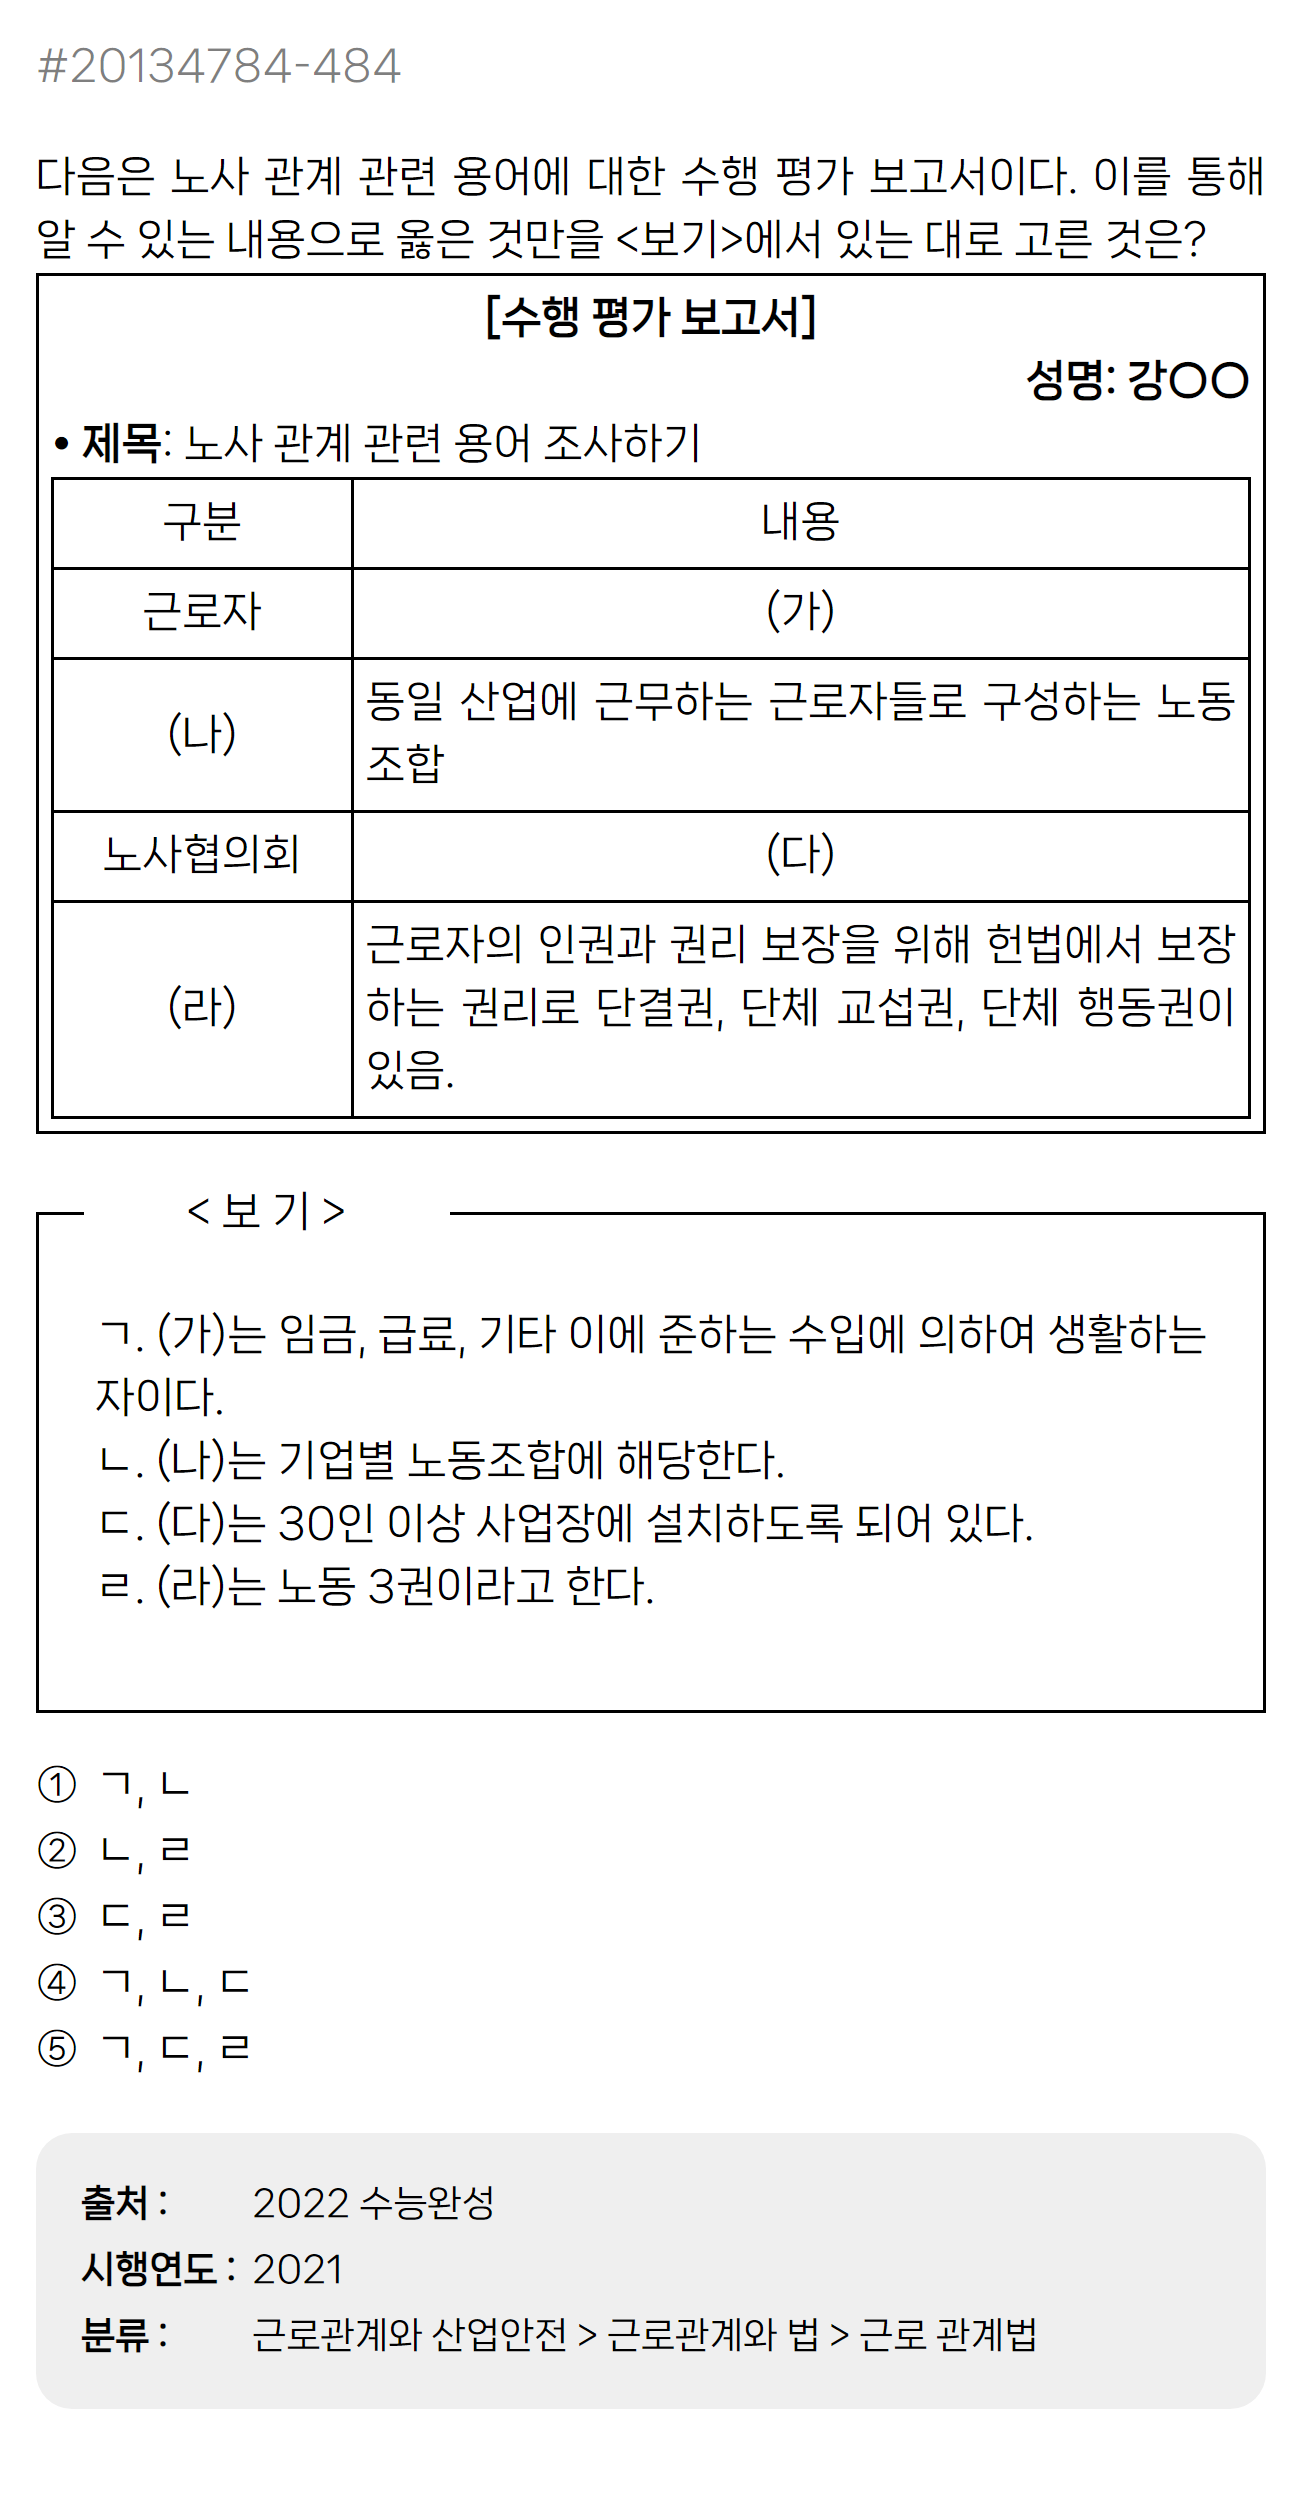 #20134784-484
다음은 노사 관계 관련 용어에 대한 수행 평가 보고서이다. 이를 통해
알 수 있는 내용으로 옳은 것만을 <보기>에서 있는 대로 고른 것은?
[수행 평가 보고서]
성명: 강○○
• 제목: 노사 관계 관련 용어 조사하기
구분 내용
근로자 (가)
(나) 동일 산업에 근무하는 근로자들로 구성하는 노동
조합
노사협의회 (다)
(라) 근로자의 인권과 권리 보장을 위해 헌법에서 보장
하는 권리로 단결권, 단체 교섭권, 단체 행동권이
있음.
< 보 기 >
ㄱ. (가)는 임금, 급료, 기타 이에 준하는 수입에 의하여 생활하는
자이다.
ㄴ. (나)는 기업별 노동조합에 해당한다.
ㄷ. (다)는 30인 이상 사업장에 설치하도록 되어 있다.
ㄹ. (라)는 노동 3권이라고 한다.
① ㄱ, ㄴ
② ㄴ, ㄹ
③ ㄷ, ㄹ
④ ㄱ, ㄴ, ㄷ
⑤ ㄱ, ㄷ, ㄹ
출처 : 2022 수능완성
시행연도 : 2021
분류 : 근로관계와 산업안전 > 근로관계와 법 > 근로 관계법